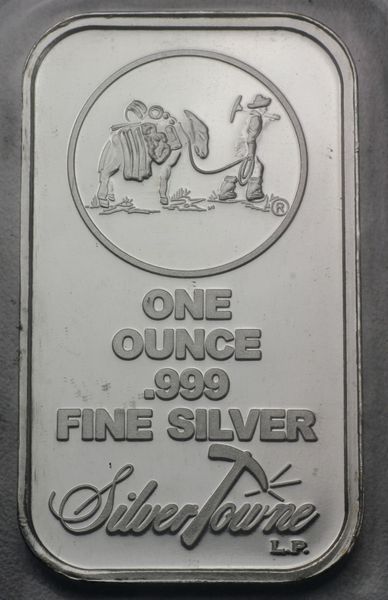 ®
ONE
OUNCE
.999
FINE SILVER
SilverTowne
L.P.